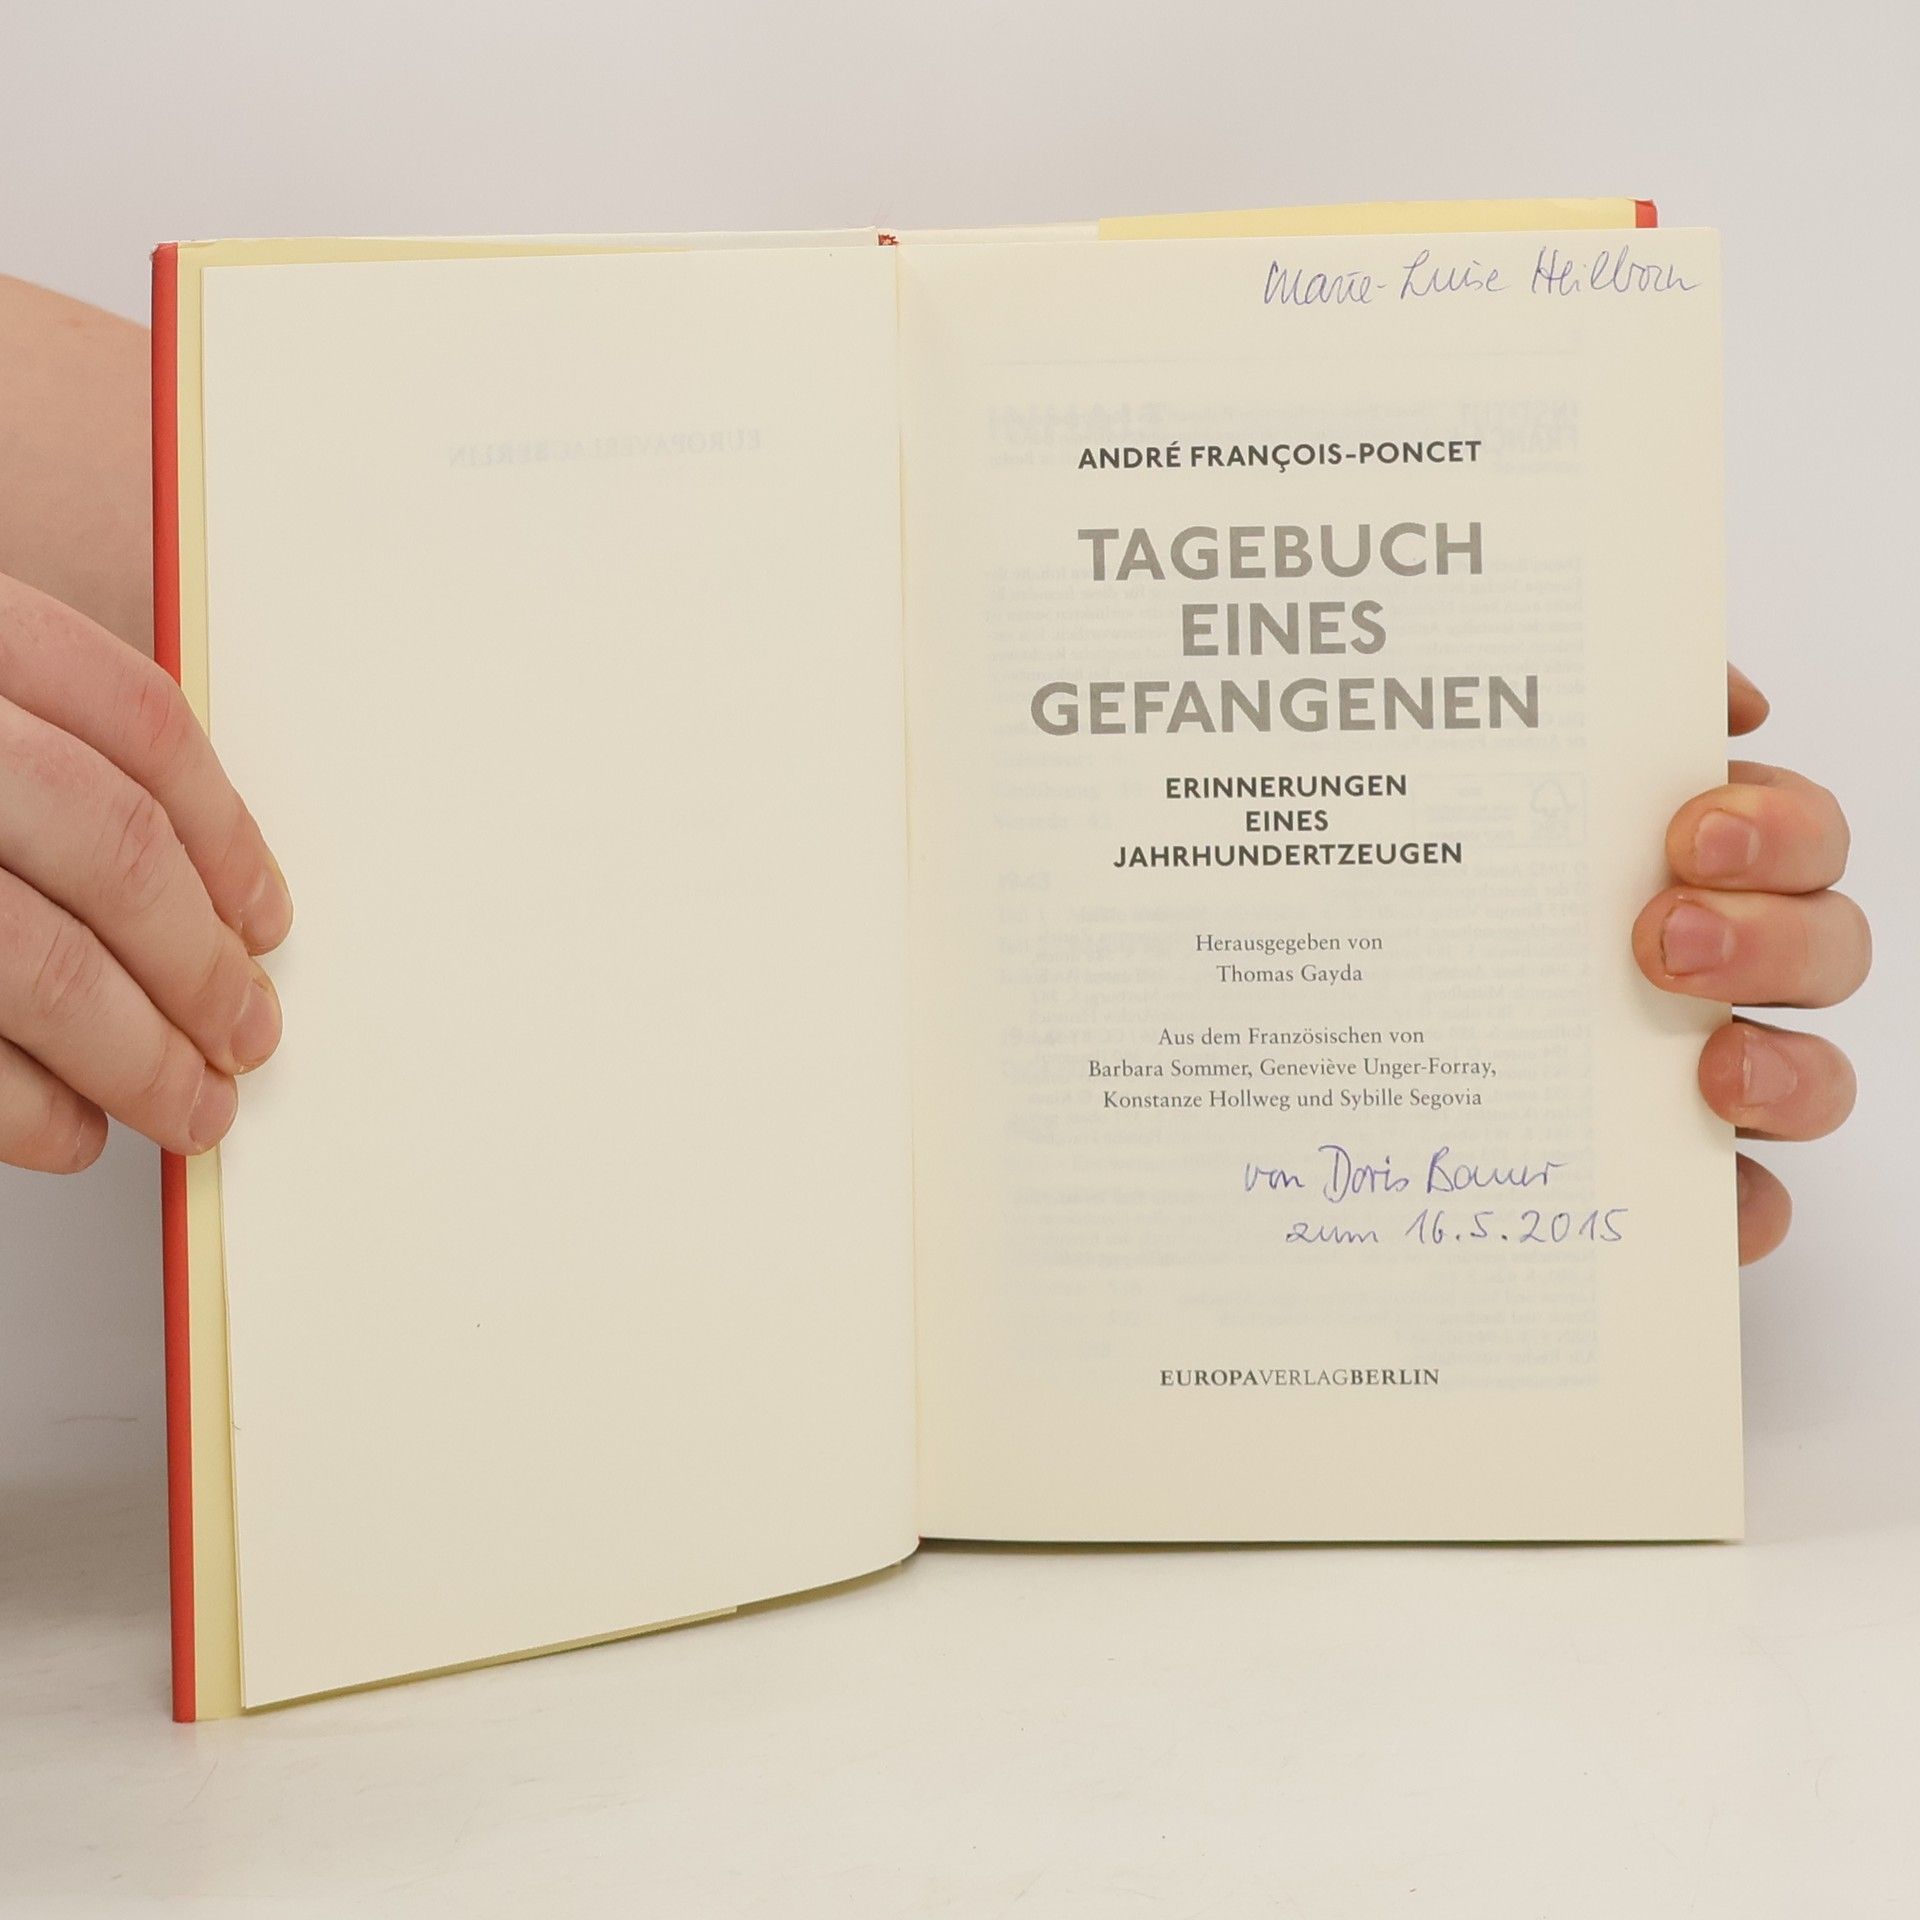 Marie-Luise Heilborn
ANDRÉ FRANÇOIS-PONCET
TAGEBUCH
EINES
GEFANGENEN
ERINNERUNGEN
EINES
JAHRHUNDERTZEUGEN
Herausgegeben von
Thomas Gayda
Aus dem Französischen von
Barbara Sommer, Geneviève Unger-Forray,
Konstanze Hollweg und Sybille Segovia
von Doris Bauer
zum 16.5.2015
EUROPAVERLAGBERLIN